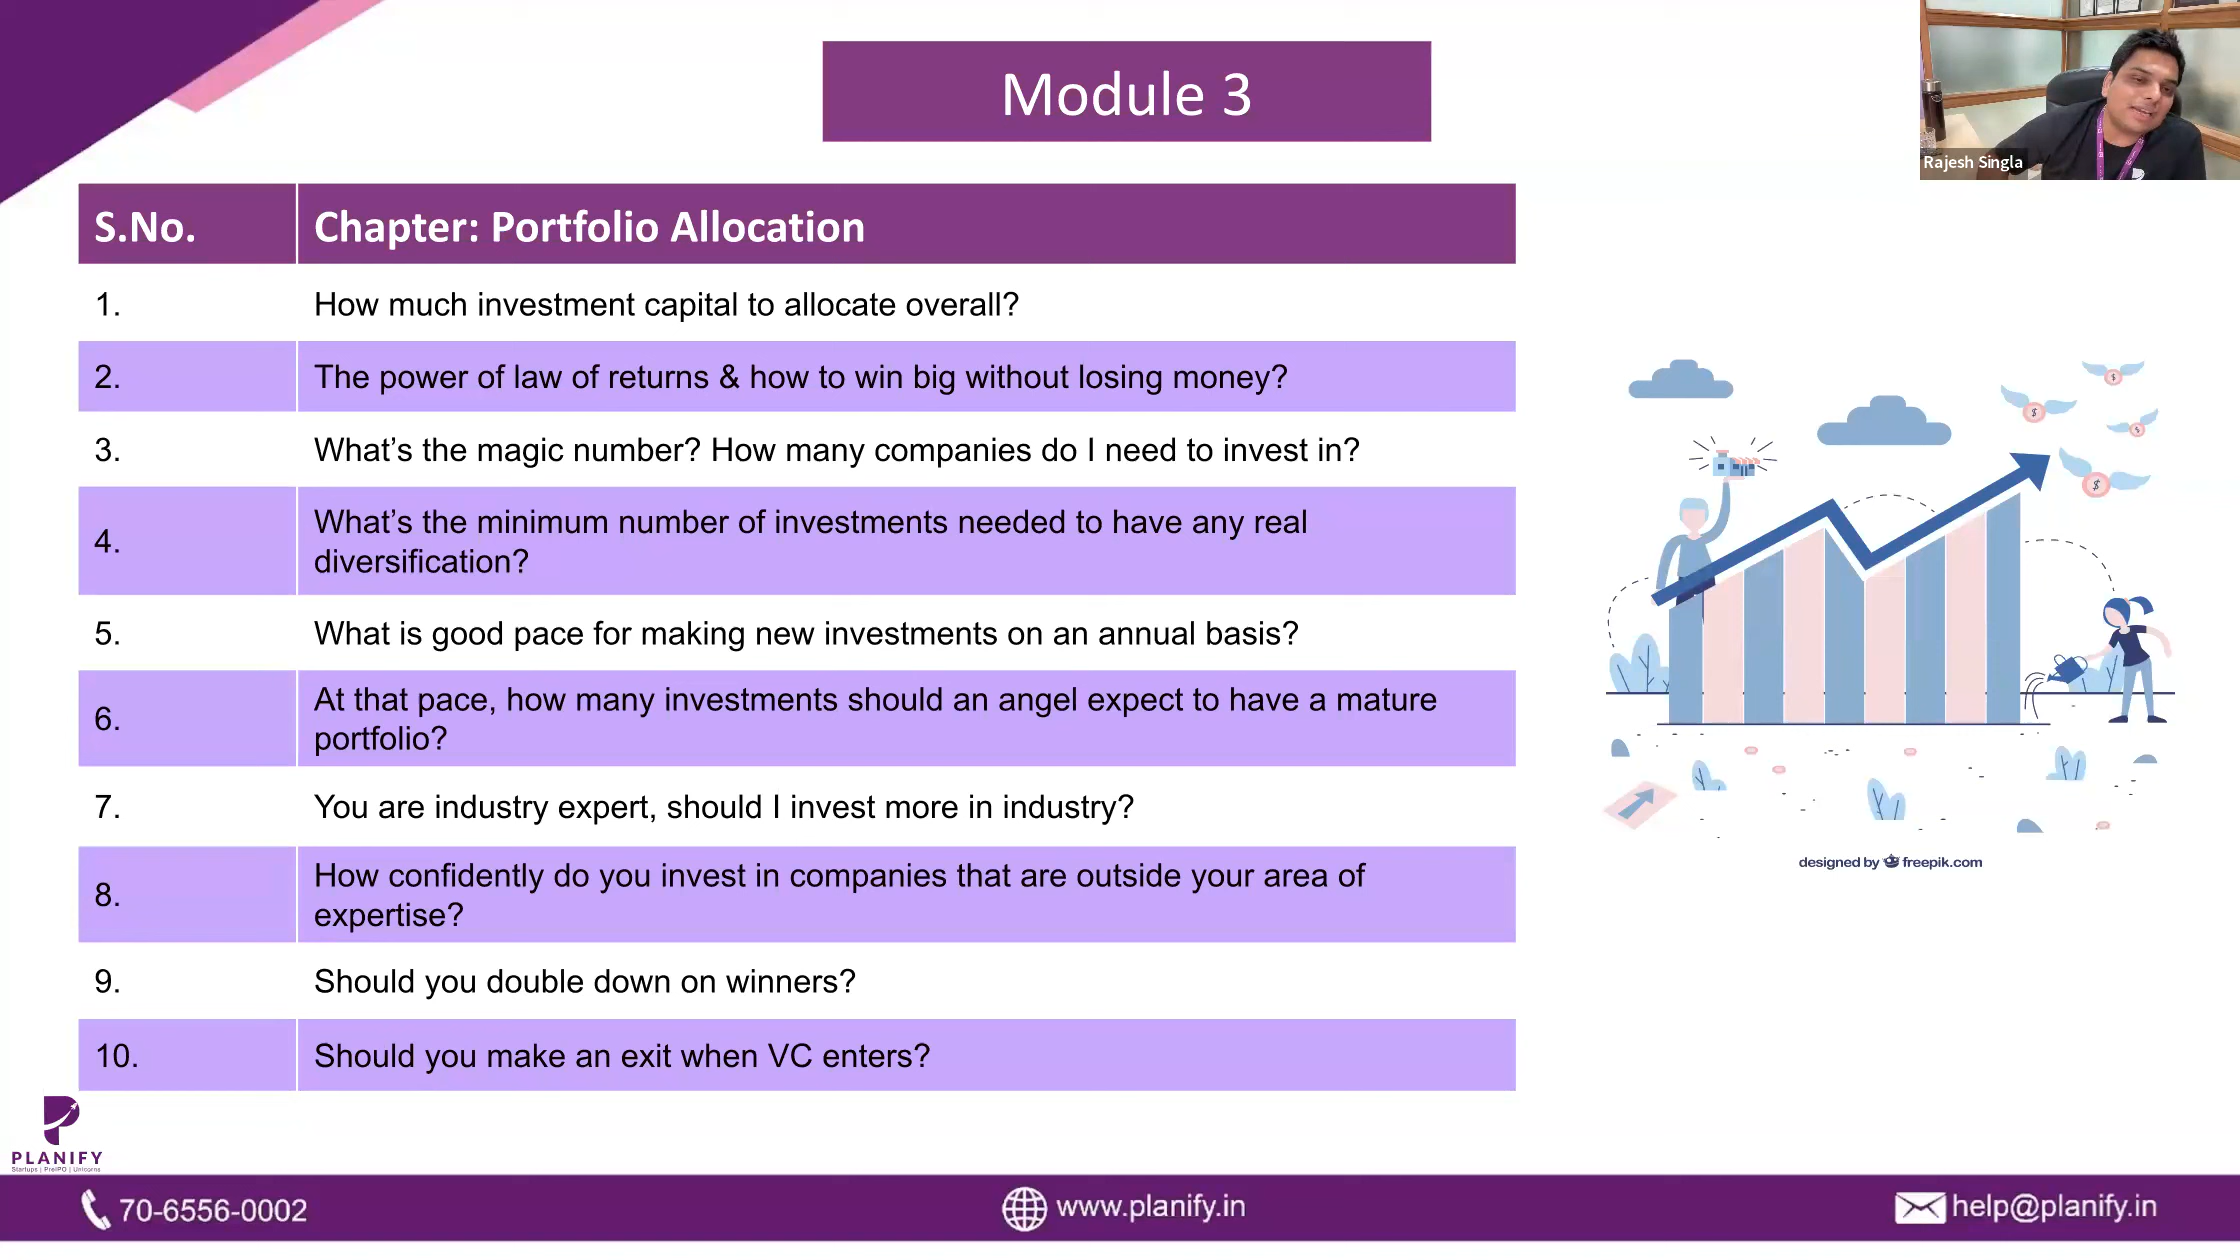 Module 3
Rajesh Singla
S.No.
Chapter: Portfolio Allocation
1.
How much investment capital to allocate overall?
2.
The power of law of returns & how to win big without losing money?
3.
What’s the magic number? How many companies do I need to invest in?
4.
What’s the minimum number of investments needed to have any real
diversification?
5.
What is good pace for making new investments on an annual basis?
6.
At that pace, how many investments should an angel expect to have a mature
portfolio?
7.
You are industry expert, should I invest more in industry?
8.
How confidently do you invest in companies that are outside your area of
expertise?
9.
Should you double down on winners?
10.
Should you make an exit when VC enters?
$
$
$
$
designed by freepik.com
PLANIFY
Startups | PreIPO | Unicorns
70-6556-0002
www.planify.in
help@planify.in